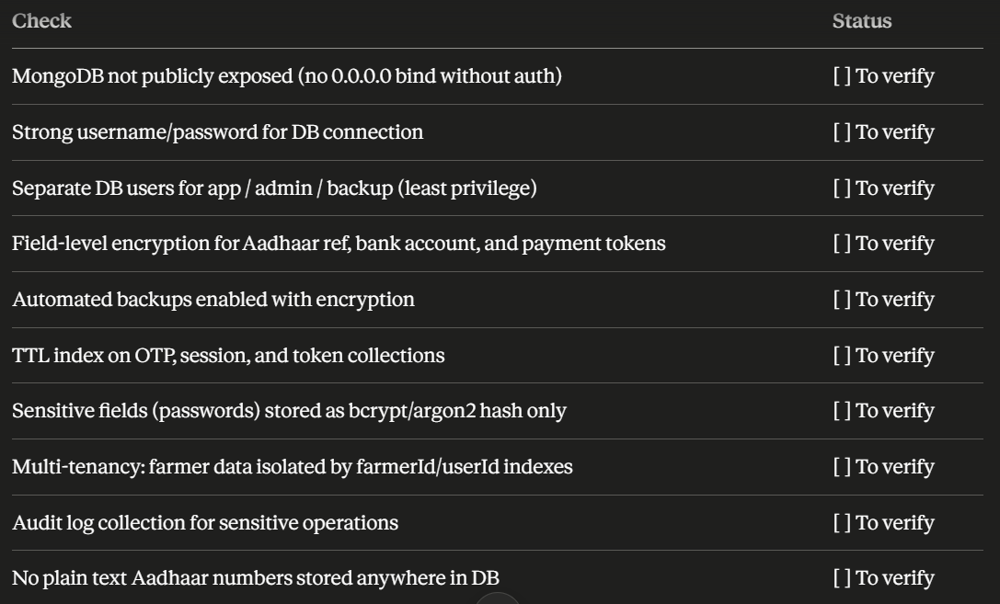 Check Status
MongoDB not publicly exposed (no 0.0.0.0 bind without auth) [ ] To verify
Strong username/password for DB connection [ ] To verify
Separate DB users for app / admin / backup (least privilege) [ ] To verify
Field-level encryption for Aadhaar ref, bank account, and payment tokens [ ] To verify
Automated backups enabled with encryption [ ] To verify
TTL index on OTP, session, and token collections [ ] To verify
Sensitive fields (passwords) stored as bcrypt/argon2 hash only [ ] To verify
Multi-tenancy: farmer data isolated by farmerId/userId indexes [ ] To verify
Audit log collection for sensitive operations [ ] To verify
No plain text Aadhaar numbers stored anywhere in DB [ ] To verify